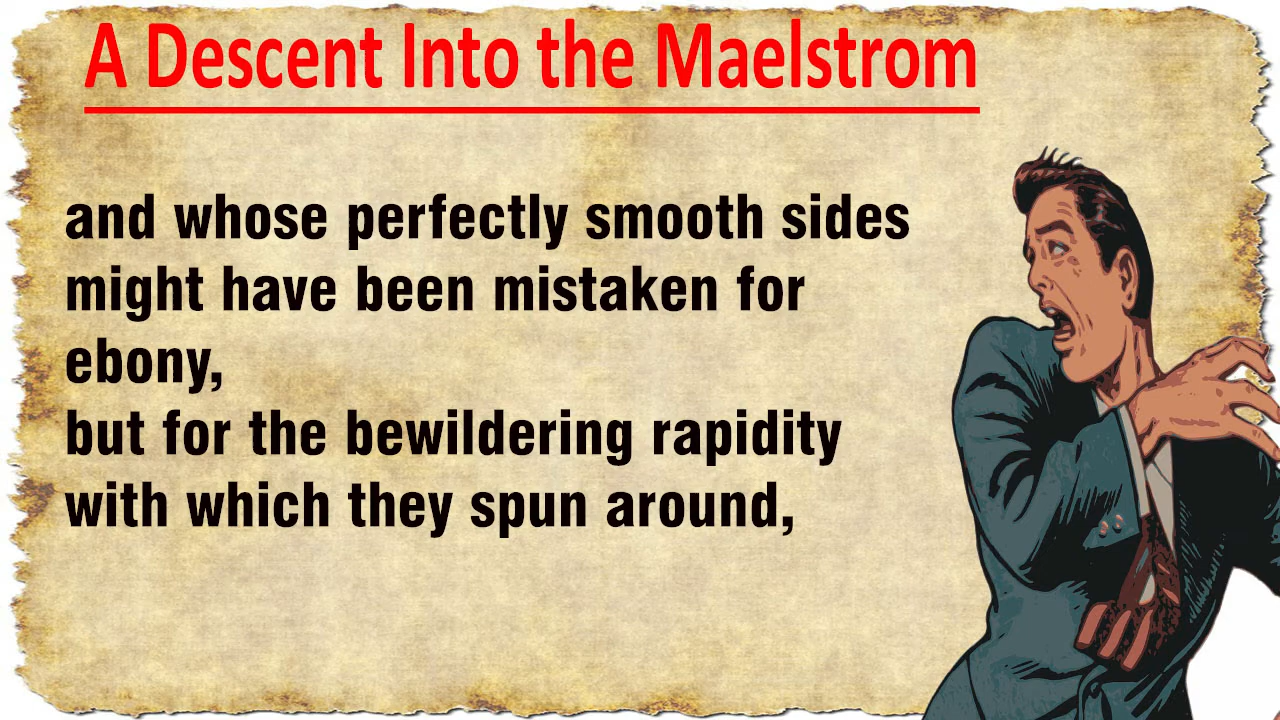 A Descent Into the Maelstrom
and whose perfectly smooth sides
might have been mistaken for
ebony,
but for the bewildering rapidity
with which they spun around,